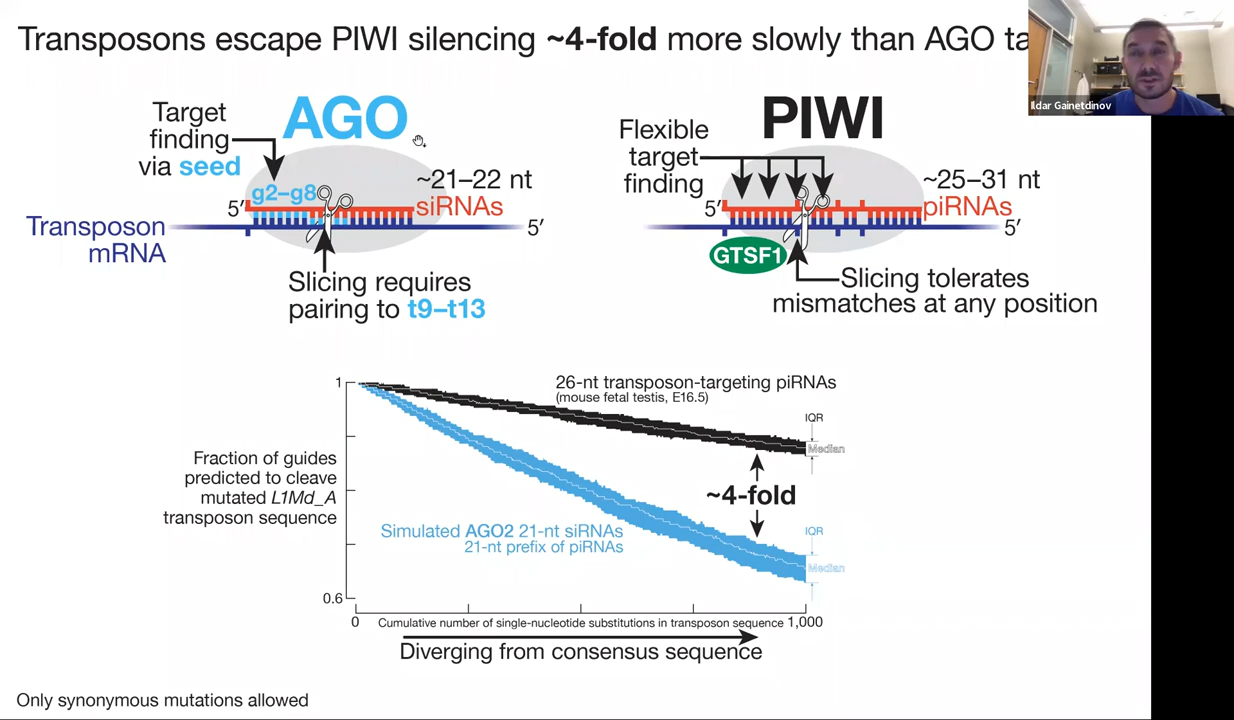 Transposons escape PIWI silencing ~4-fold more slowly than AGO ta
Ildar Gainetdinov
Target
finding
via seed
AGO
g2–g8
~21–22 nt
siRNAs
5′
Transposon
mRNA
5′
Slicing requires
pairing to t9–t13
PIWI
Flexible
target
finding
~25–31 nt
piRNAs
5′
5′
GTSF1
Slicing tolerates
mismatches at any position
1
26-nt transposon-targeting piRNAs
(mouse fetal testis, E16.5)
IQR
Median
Fraction of guides
predicted to cleave
mutated L1Md_A
transposon sequence
~4-fold
Simulated AGO2 21-nt siRNAs
21-nt prefix of piRNAs
IQR
Median
0.6
0
Cumulative number of single-nucleotide substitutions in transposon sequence
1,000
Diverging from consensus sequence
Only synonymous mutations allowed